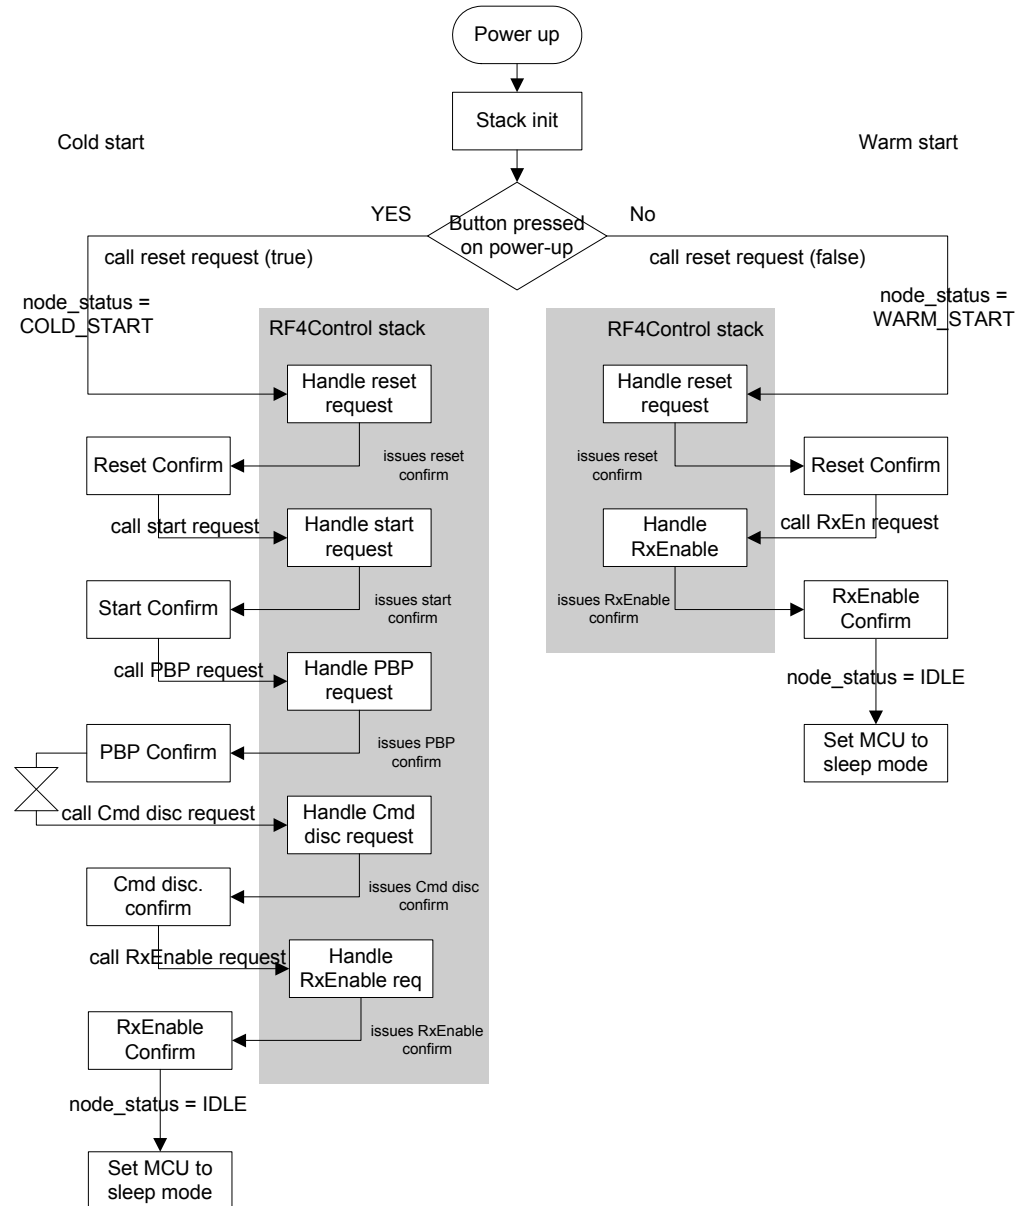 Power up
Stack init
Cold start
Warm start
YES
Button pressed
on power-up
No
call reset request (true)
call reset request (false)
node_status =
COLD_START
node_status =
WARM_START
RF4Control stack
RF4Control stack
Handle reset
request
Handle reset
request
Reset Confirm
issues reset
confirm
issues reset
confirm
Reset Confirm
call start request
Handle start
request
Handle
RxEnable
call RxEn request
Start Confirm
issues start
confirm
issues RxEnable
confirm
RxEnable
Confirm
call PBP request
Handle PBP
request
node_status = IDLE
PBP Confirm
issues PBP
confirm
Set MCU to
sleep mode
call Cmd disc request
Handle Cmd
disc request
Cmd disc.
confirm
issues Cmd disc
confirm
call RxEnable request
Handle
RxEnable req
RxEnable
Confirm
issues RxEnable
confirm
node_status = IDLE
Set MCU to
sleep mode